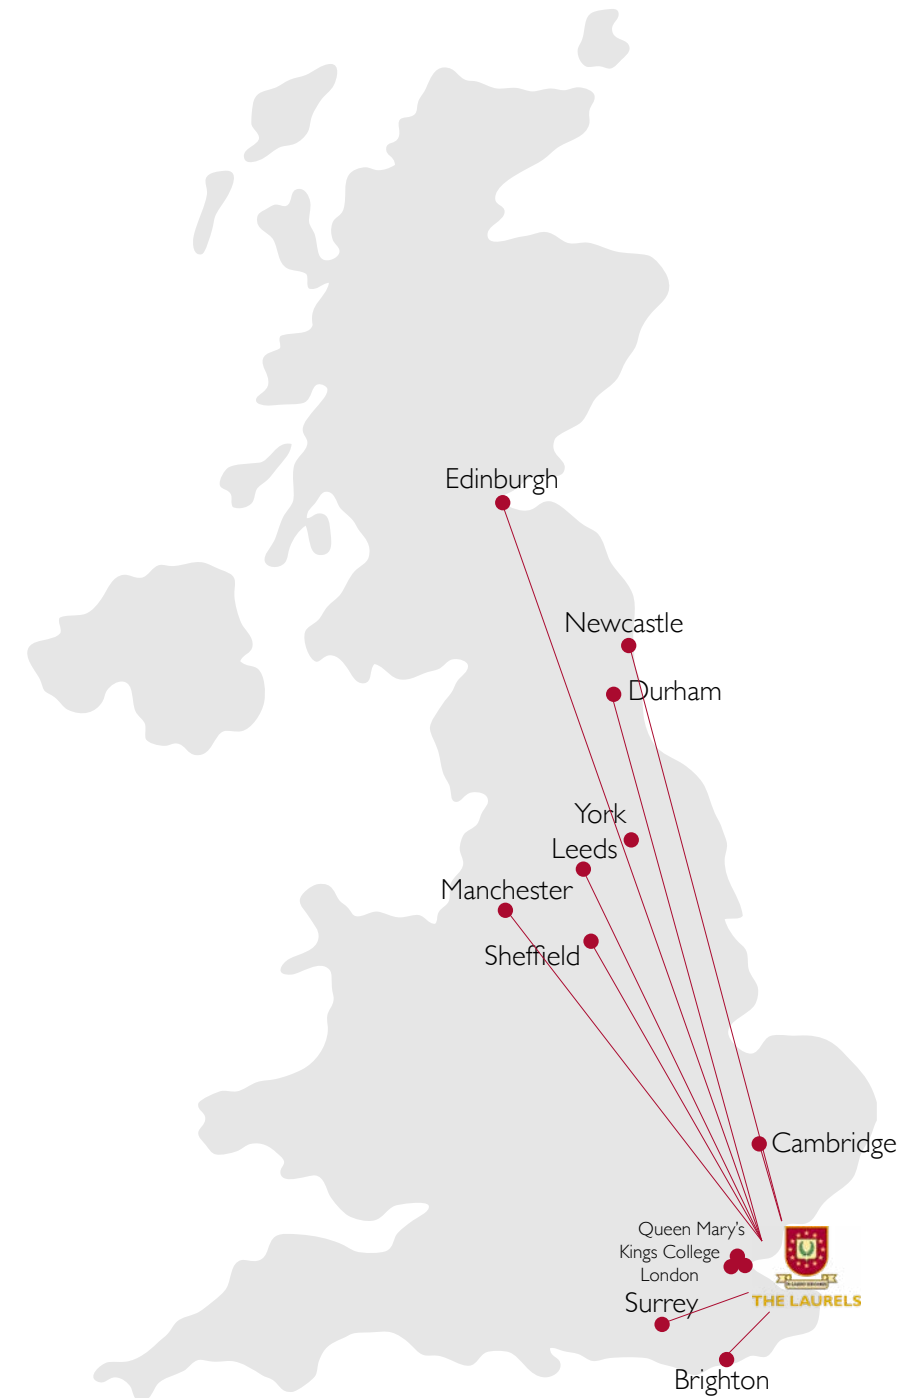 Edinburgh
Newcastle
Durham
York
Leeds
Manchester
Sheffield
Cambridge
Queen Mary's
Kings College
London
THE LAURELS
Surrey
Brighton